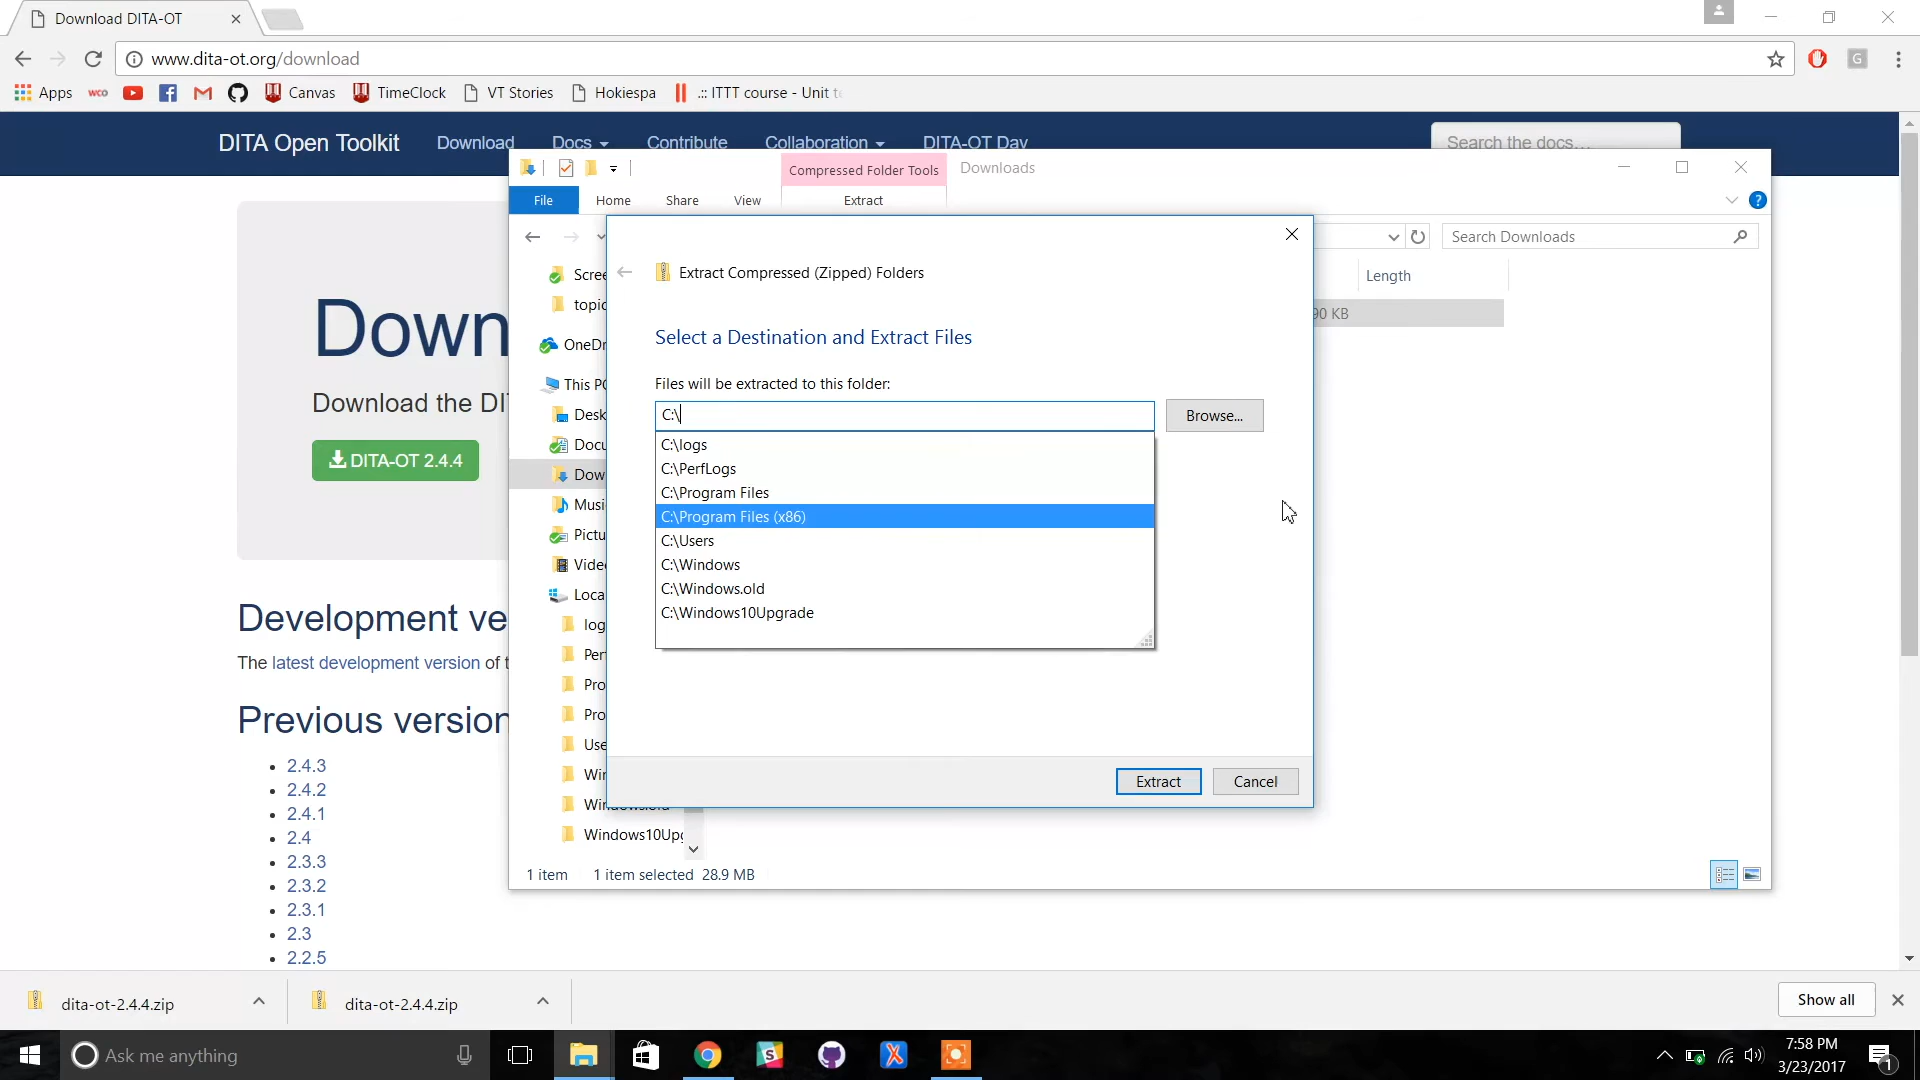 Download DITA-OT
www.dita-ot.org/download
Apps
wco
Canvas
TimeClock
VT Stories
Hokiespa
.:: ITTT course - Unit t
DITA Open Toolkit
Download
Docs
Contribute
Collaboration
DITA-OT Day
Search the docs...
Compressed Folder Tools
Downloads
File
Home
Share
View
Extract
Search Downloads
Length
90 KB
Scree
topic
OneDr
This PC
Desk
Docu
Dow
Musi
Pictu
Vide
Loca
log
Per
Pro
Pro
Use
Wir
Windows.old
Windows10Upg
1 item
1 item selected 28.9 MB
Extract Compressed (Zipped) Folders
Select a Destination and Extract Files
Files will be extracted to this folder:
C:\
Browse...
C:\logs
C:\PerfLogs
C:\Program Files
C:\Program Files (x86)
C:\Users
C:\Windows
C:\Windows.old
C:\Windows10Upgrade
Extract
Cancel
Down
Download the DI
DITA-OT 2.4.4
Development ve
The latest development version of t
Previous version
2.4.3
2.4.2
2.4.1
2.4
2.3.3
2.3.2
2.3.1
2.3
2.2.5
dita-ot-2.4.4.zip
dita-ot-2.4.4.zip
Show all
Ask me anything
7:58 PM
3/23/2017
1